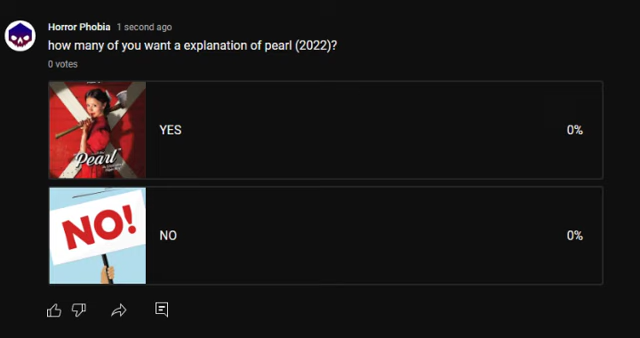 Horror Phobia 1 second ago
how many of you want a explanation of pearl (2022)?
0 votes
Pearl
YES
0%
NO!
NO
0%